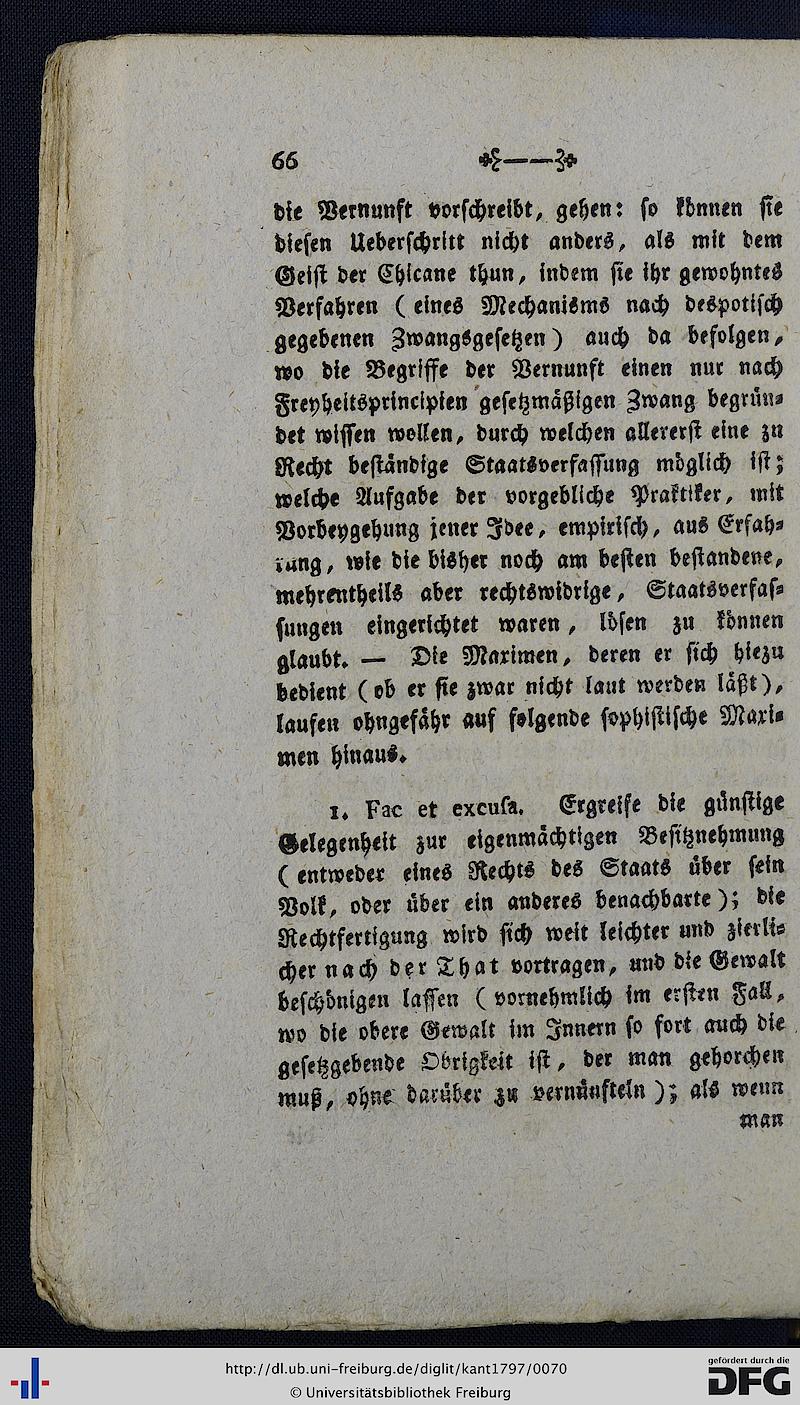 66
die Vernunft vorschreibt, gehen: so können sie
diesen Ueberschritt nicht anders, als mit dem
Geist der Chicane thun, indem sie ihr gewohntes
Verfahren (eines Mechanisms nach despotisch
gegebenen Zwangsgesetzen) auch da befolgen,
wo die Begriffe der Vernunft einen nur nach
Freyheitsprincipien gesetzmäßigen Zwang begrün⸗
det wissen wollen, durch welchen allererst eine zu
Recht beständige Staatsverfassung möglich ist;
welche Aufgabe der vorgebliche Praktiker, mit
Vorbeygehung jener Idee, empirisch, aus Erfah⸗
rung, wie die bisher noch am besten bestandene,
mehrentheils aber rechtswidrige, Staatsverfas⸗
sungen eingerichtet waren, lösen zu können
glaubt. — Die Maximen, deren er sich hiezu
bedient (ob er sie zwar nicht laut werden läßt),
laufen ohngefähr auf folgende sophistische Maxi⸗
men hinaus.
1. Fac et excusa. Ergreife die günstige
Gelegenheit zur eigenmächtigen Besitznehmung
(entweder eines Rechts des Staats über sein
Volk, oder über ein anderes benachbarte); die
Rechtfertigung wird sich weit leichter und zierli⸗
cher nach der That vortragen, und die Gewalt
beschönigen lassen (vornehmlich im ersten Fall,
wo die obere Gewalt im Innern so fort auch die
gesetzgebende Obrigkeit ist, der man gehorchen
muß, ohne darüber zu vernünfteln); als wenn
man
http://dl.ub.uni-freiburg.de/diglit/kant1797/0070
© Universitätsbibliothek Freiburg
gefördert durch die
DFG